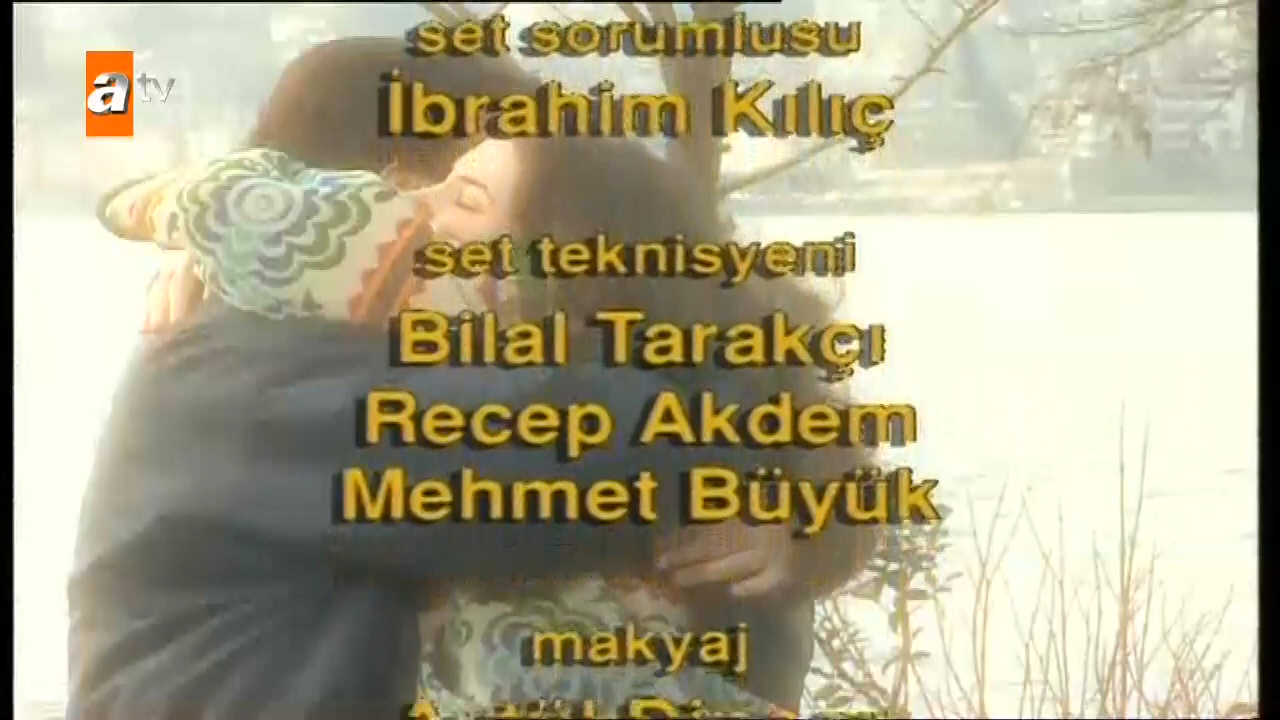 set sorumlusu
atv
İbrahim Kılıç
set teknisyeni
Bilal Tarakçı
Recep Akdem
Mehmet Büyük
makyaj